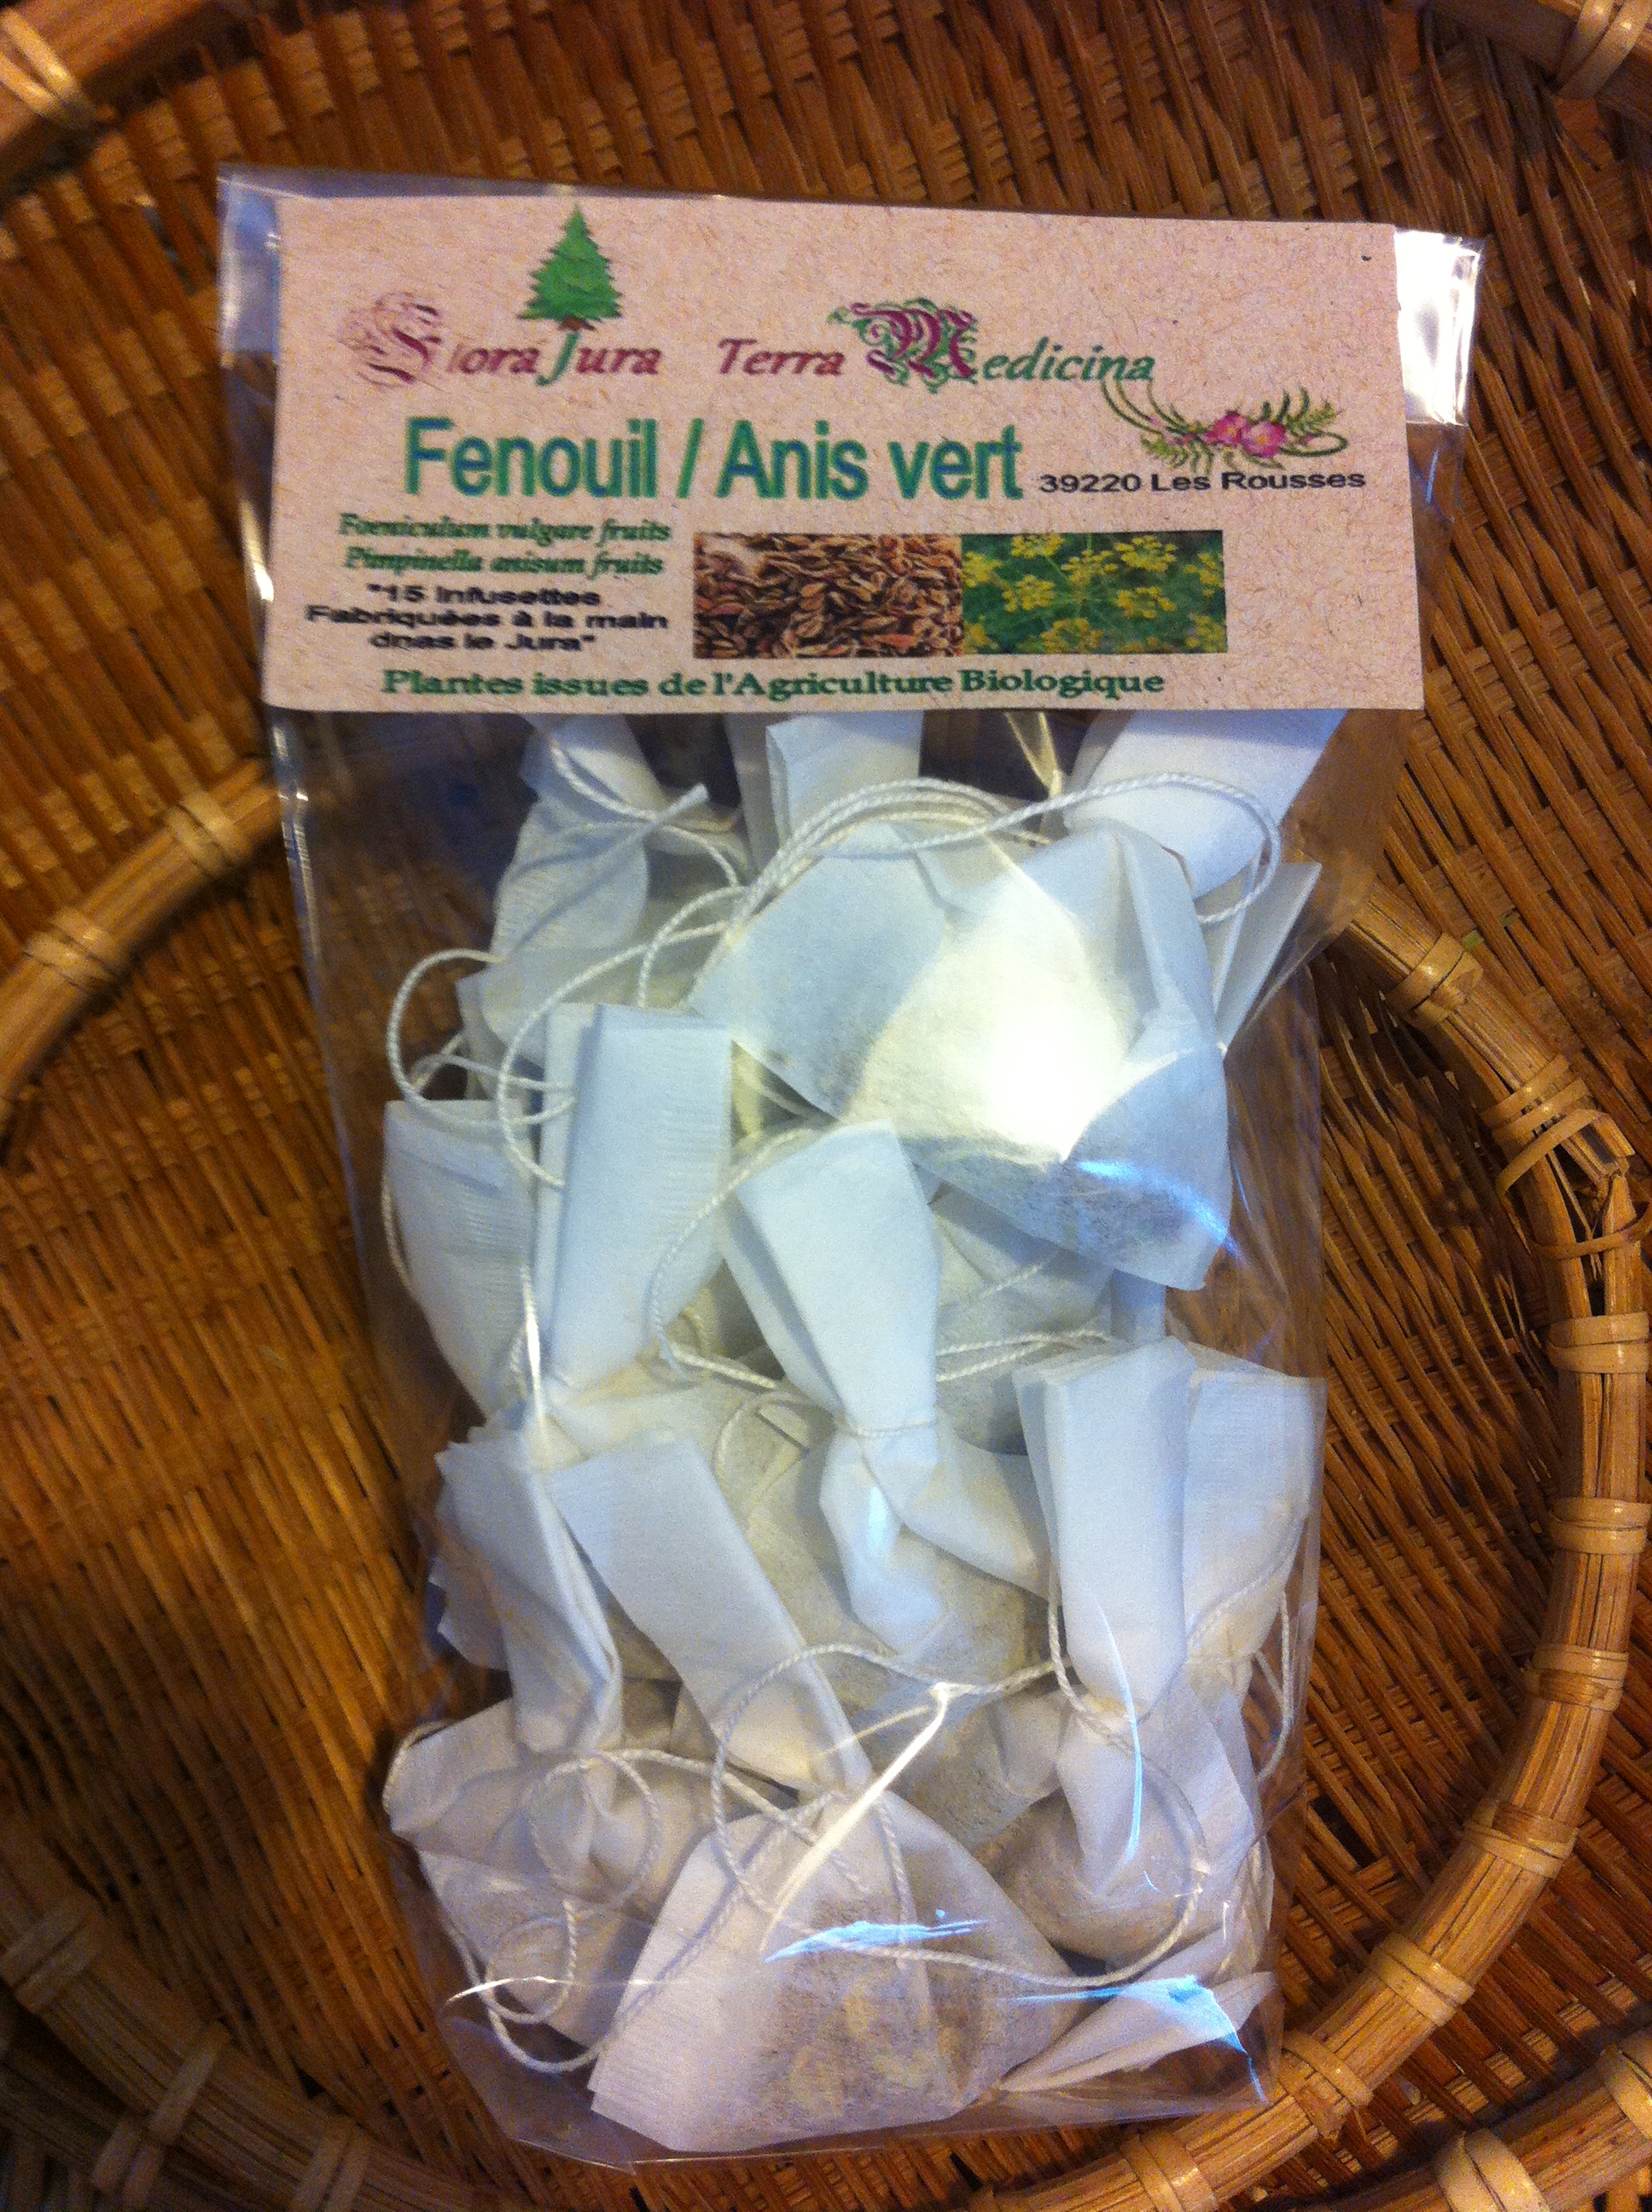 Flora Jura Terra Medicina
Fenouil / Anis vert
39220 Les Rousses
Foeniculum vulgare fruits
Pimpinella anisum fruits
"15 Infusettes
Fabriquées à la main
dnas le Jura"
Plantes issues de l'Agriculture Biologique